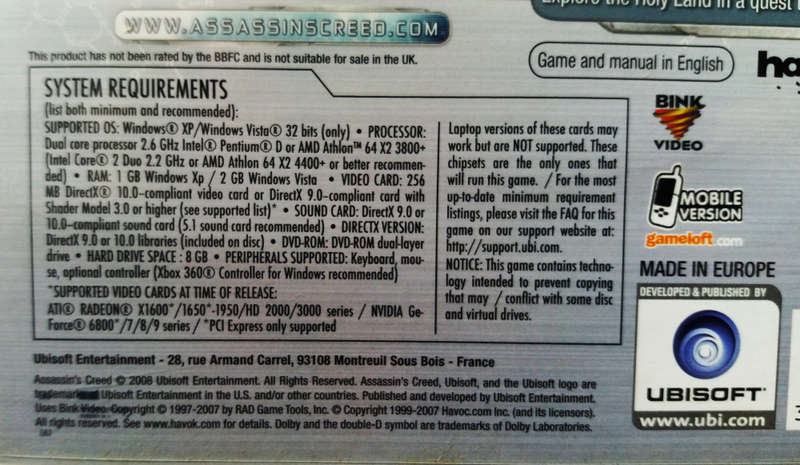 WWW.ASSASSINSCREED.COM
Explore the Holy Land in a quest t
This product has not been rated by the BBFC and is not suitable for sale in the UK.
Game and manual in English
ha
SYSTEM REQUIREMENTS
(list both minimum and recommended):
SUPPORTED OS: Windows® XP/Windows Vista® 32 bits (only) • PROCESSOR:
Dual core processor 2.6 GHz Intel® Pentium® D or AMD Athlon™ 64 X2 3800+
(Intel Core® 2 Duo 2.2 GHz or AMD Athlon 64 X2 4400+ or better recommen-
ded) • RAM: 1 GB Windows Xp / 2 GB Windows Vista • VIDEO CARD: 256
MB DirectX® 10.0-compliant video card or DirectX 9.0-compliant card with
Shader Model 3.0 or higher (see supported list)* • SOUND CARD: DirectX 9.0 or
10.0-compliant sound card (5.1 sound card recommended) • DIRECTX VERSION:
DirectX 9.0 or 10.0 libraries (included on disc) • DVD-ROM: DVD-ROM dual-layer
drive • HARD DRIVE SPACE : 8 GB • PERIPHERALS SUPPORTED: Keyboard, mou-
se, optional controller (Xbox 360® Controller for Windows recommended)
*SUPPORTED VIDEO CARDS AT TIME OF RELEASE:
ATI® RADEON® X1600*/1650*-1950/HD 2000/3000 series / NVIDIA Ge-
Force® 6800*/7/8/9 series / *PCI Express only supported
Laptop versions of these cards may
work but are NOT supported. These
chipsets are the only ones that
will run this game. / For the most
up-to-date minimum requirement
listings, please visit the FAQ for this
game on our support website at:
http://support.ubi.com.
NOTICE: This game contains techno-
logy intended to prevent copying
that may / conflict with some disc
and virtual drives.
BINK
VIDEO
MOBILE
VERSION
gameloft.com
MADE IN EUROPE
DEVELOPED & PUBLISHED BY
UBISOFT
www.ubi.com
Ubisoft Entertainment - 28, rue Armand Carrel, 93108 Montreuil Sous Bois - France
Assassin's Creed © 2008 Ubisoft Entertainment. All Rights Reserved. Assassin's Creed, Ubisoft, and the Ubisoft logo are
Ubisoft Entertainment in the U.S. and/or other countries. Published and developed by Ubisoft Entertainment.
Uses Bink Video. Copyright © 1997-2007 by RAD Game Tools, Inc. © Copyright 1999-2007 Havoc.com Inc. (and its licensors).
All rights reserved. See www.havok.com for details. Dolby and the double-D symbol are trademarks of Dolby Laboratories.